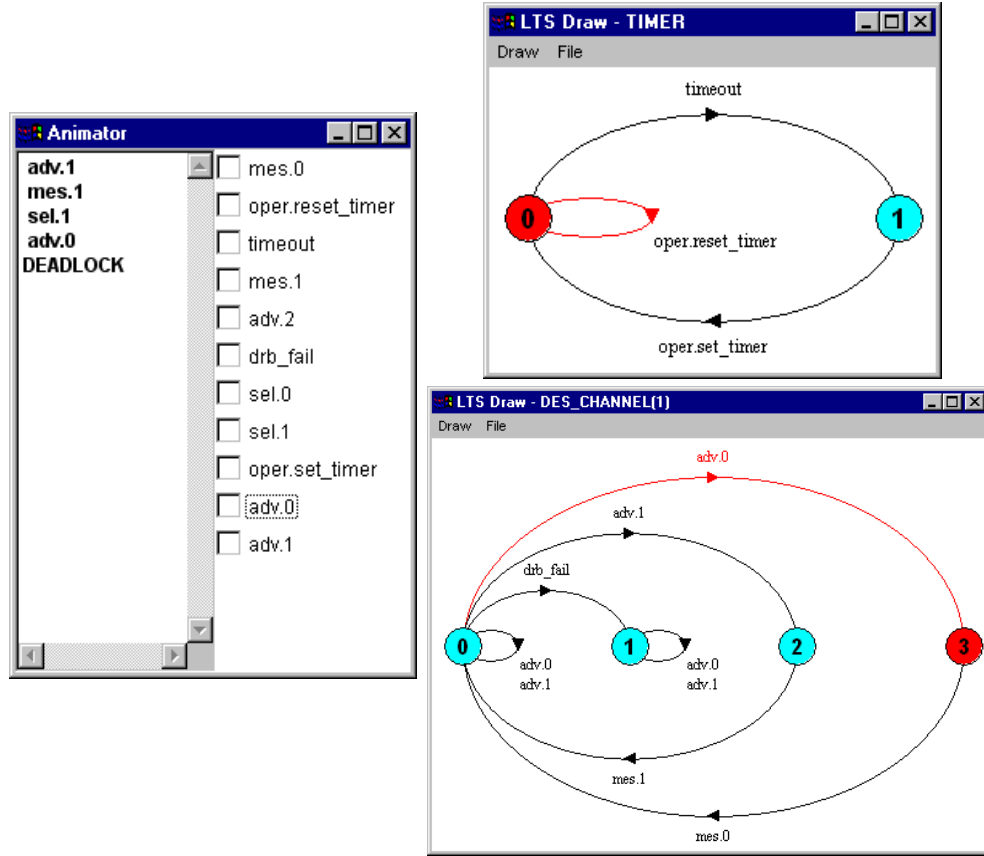 LTS Draw - TIMER
Draw File
timeout
0
1
oper.reset_timer
oper.set_timer
Animator
adv.1
mes.1
sel.1
adv.0
DEADLOCK
mes.0
oper.reset_timer
timeout
mes.1
adv.2
drb_fail
sel.0
sel.1
oper.set_timer
adv.0
adv.1
LTS Draw - DES_CHANNEL(1)
Draw File
adv.0
adv.1
drb_fail
0
1
2
3
adv.0
adv.1
adv.0
adv.1
mes.1
mes.0